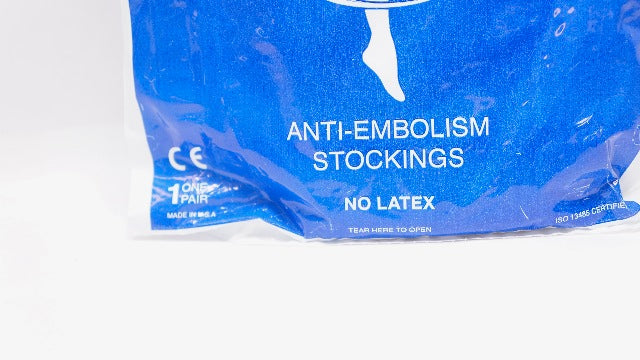 ANTI-EMBOLISM
STOCKINGS
CE
1 ONE
PAIR
NO LATEX
MADE IN
TEAR HERE TO OPEN
ISO 13485 CERTIFIE